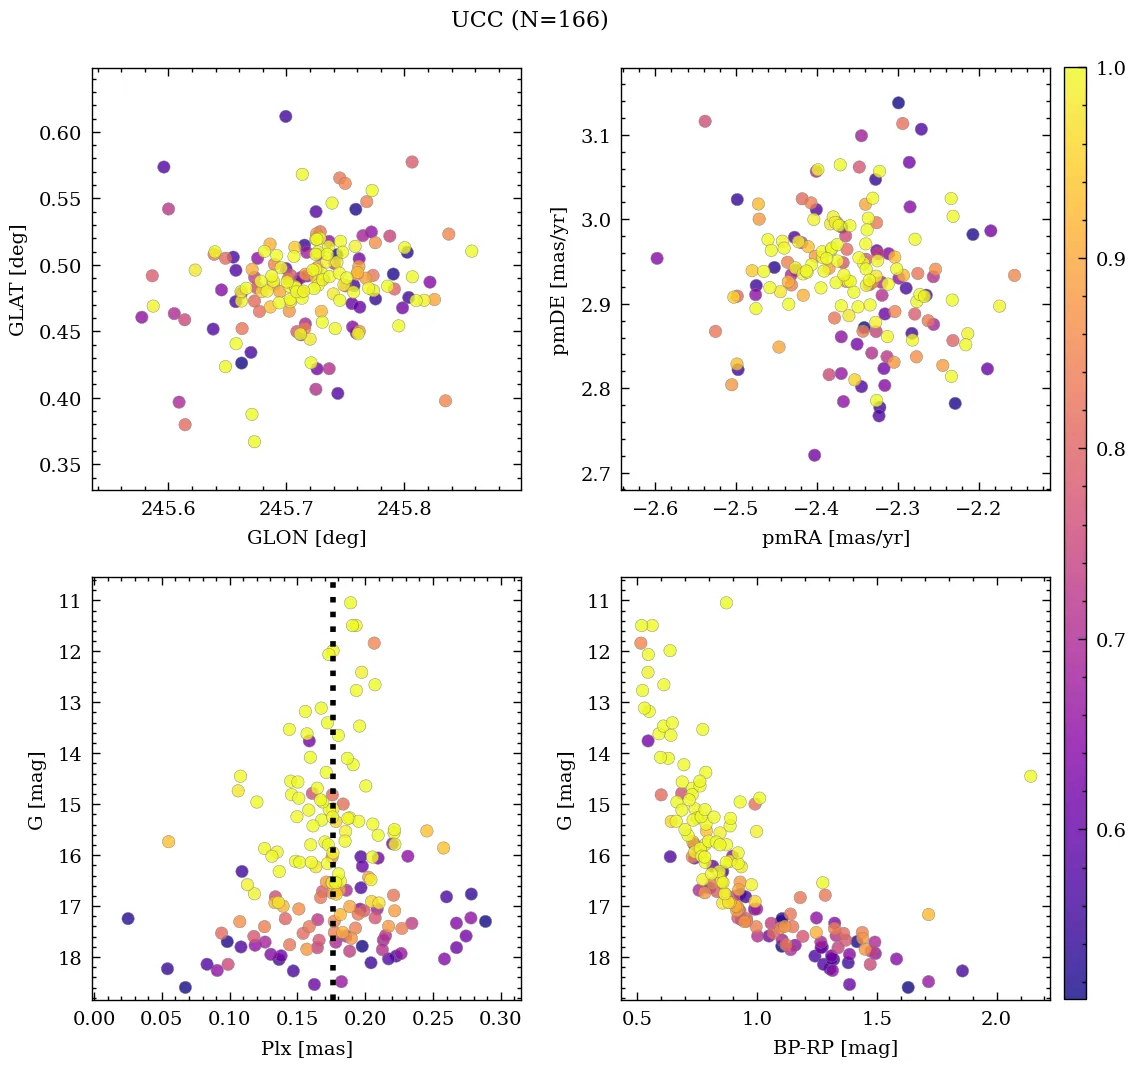 UCC (N=166)
0.60
0.55
0.50
0.45
0.40
0.35
GLAT [deg]
245.6 245.7 245.8
GLON [deg]
3.1
3.0
2.9
2.8
2.7
pmDE [mas/yr]
−2.6 −2.5 −2.4 −2.3 −2.2
pmRA [mas/yr]
1.0
0.9
0.8
0.7
0.6
11
12
13
14
15
16
17
18
G [mag]
0.00 0.05 0.10 0.15 0.20 0.25 0.30
Plx [mas]
11
12
13
14
15
16
17
18
G [mag]
0.5 1.0 1.5 2.0
BP-RP [mag]